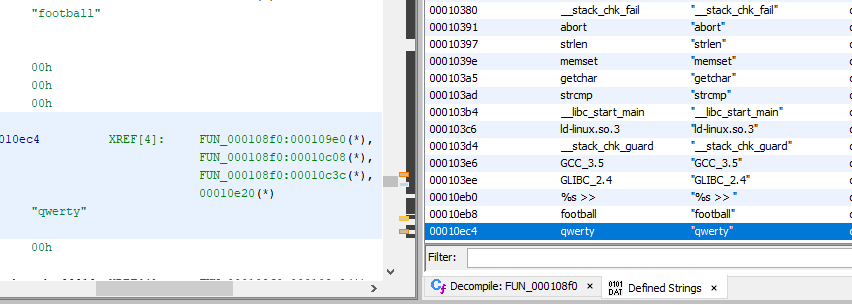 "football"
00h
00h
00h
010ec4 XREF[4]: FUN_000108f0:000109e0(*),
FUN_000108f0:00010c08(*),
FUN_000108f0:00010c3c(*),
00010e20(*)
"qwerty"
00h
00010380 __stack_chk_fail "__stack_chk_fail"
00010391 abort "abort"
00010397 strlen "strlen"
0001039e memset "memset"
000103a5 getchar "getchar"
000103ad strcmp "strcmp"
000103b4 __libc_start_main "__libc_start_main"
000103c6 ld-linux.so.3 "ld-linux.so.3"
000103d4 __stack_chk_guard "__stack_chk_guard"
000103e6 GCC_3.5 "GCC_3.5"
000103ee GLIBC_2.4 "GLIBC_2.4"
00010eb0 %s >> "%s >> "
00010eb8 football "football"
00010ec4 qwerty "qwerty"
Filter:
Decompile: FUN_000108f0 × 0101 DAT Defined Strings ×